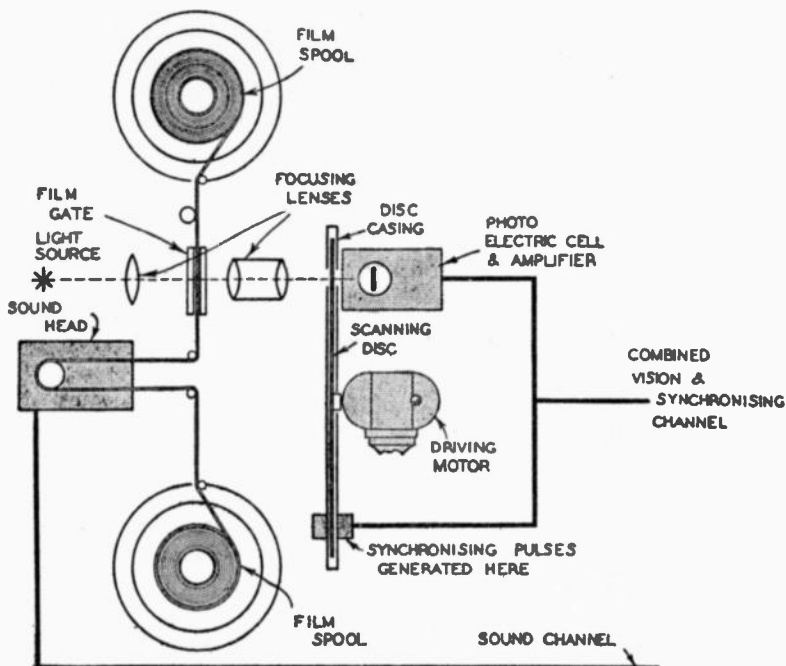 FILM
SPOOL
FOCUSING
LENSES
FILM
GATE
LIGHT
SOURCE
DISC
CASING
PHOTO
ELECTRIC CELL
& AMPLIFIER
SOUND
HEAD
SCANNING
DISC
COMBINED
VISION &
SYNCHRONISING
CHANNEL
DRIVING
MOTOR
SYNCHRONISING PULSES
GENERATED HERE
FILM
SPOOL
SOUND CHANNEL